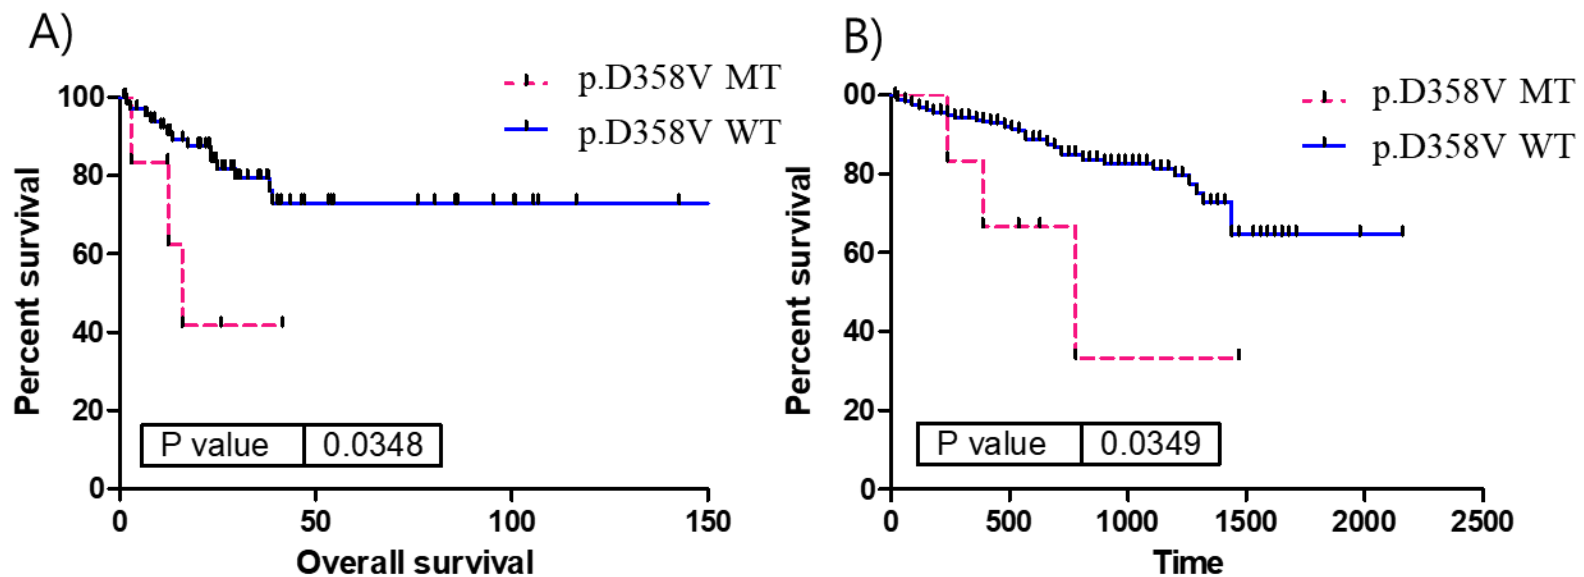 A)
p.D358V MT
p.D358V WT
100
80
60
40
20
0
Percent survival
P value 0.0348
0 50 100 150
Overall survival
B)
p.D358V MT
p.D358V WT
00
80
60
40
20
0
Percent survival
P value 0.0349
0 500 1000 1500 2000 2500
Time